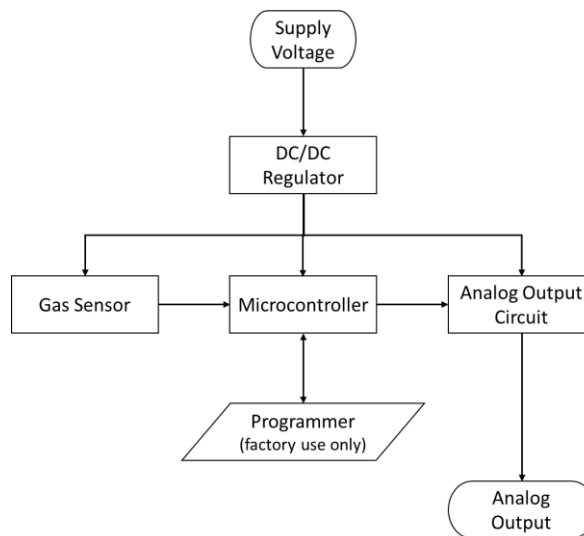 Supply
Voltage
DC/DC
Regulator
Gas Sensor
Microcontroller
Analog Output
Circuit
Programmer
(factory use only)
Analog
Output